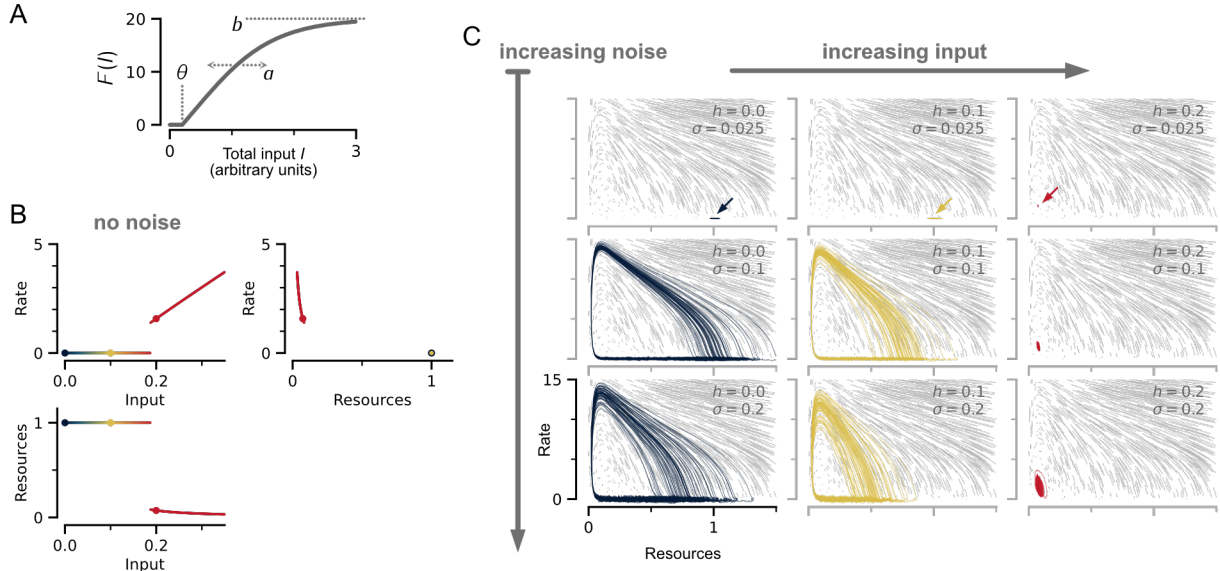 A
20
b
F(I)
10
θ
a
0
0
3
Total input I
(arbitrary units)
B
no noise
5
Rate
0
0.0
0.2
Input
5
Rate
0
0
1
Resources
1
Resources
0
0.0
0.2
Input
C
increasing noise
increasing input
h = 0.0
σ = 0.025
h = 0.1
σ = 0.025
h = 0.2
σ = 0.025
h = 0.0
σ = 0.1
h = 0.1
σ = 0.1
h = 0.2
σ = 0.1
15
Rate
0
h = 0.0
σ = 0.2
h = 0.1
σ = 0.2
h = 0.2
σ = 0.2
0
1
Resources